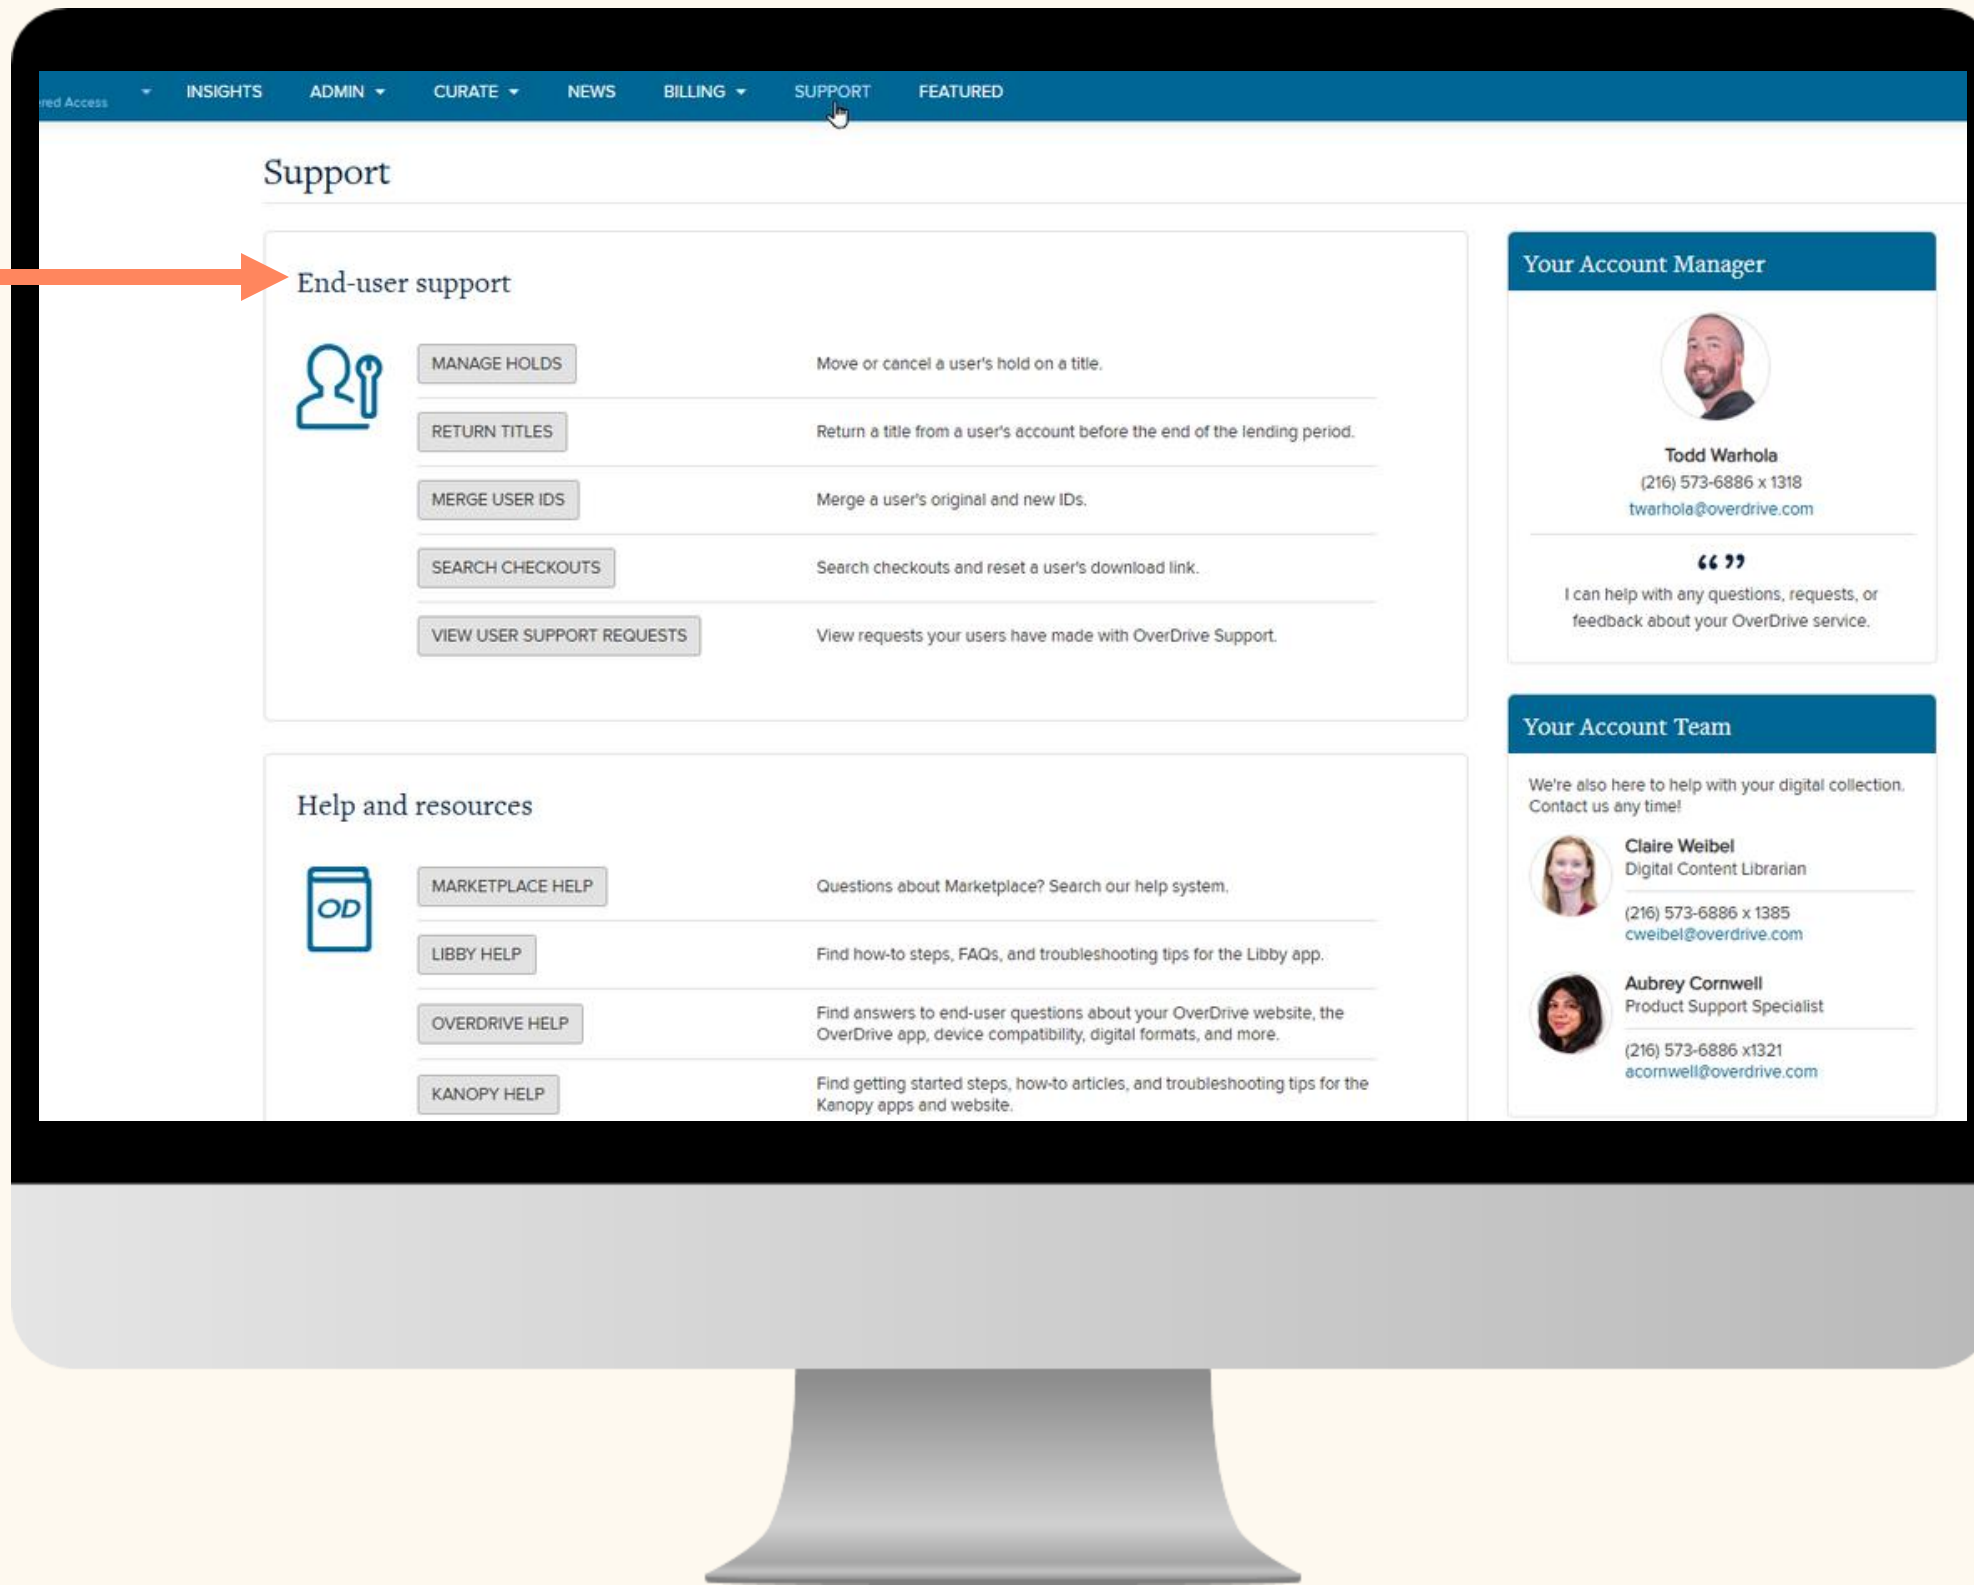 red Access
INSIGHTS
ADMIN
CURATE
NEWS
BILLING
SUPPORT
FEATURED
Support
End-user support
MANAGE HOLDS
Move or cancel a user's hold on a title.
RETURN TITLES
Return a title from a user's account before the end of the lending period.
MERGE USER IDS
Merge a user's original and new IDs.
SEARCH CHECKOUTS
Search checkouts and reset a user's download link.
VIEW USER SUPPORT REQUESTS
View requests your users have made with OverDrive Support.
Help and resources
OD
MARKETPLACE HELP
Questions about Marketplace? Search our help system.
LIBBY HELP
Find how-to steps, FAQs, and troubleshooting tips for the Libby app.
OVERDRIVE HELP
Find answers to end-user questions about your OverDrive website, the
OverDrive app, device compatibility, digital formats, and more.
KANOPY HELP
Find getting started steps, how-to articles, and troubleshooting tips for the
Kanopy apps and website.
Your Account Manager
Todd Warhola
(216) 573-6886 x 1318
twarhola@overdrive.com
“ ”
I can help with any questions, requests, or
feedback about your OverDrive service.
Your Account Team
We're also here to help with your digital collection.
Contact us any time!
Claire Weibel
Digital Content Librarian
(216) 573-6886 x 1385
cweibel@overdrive.com
Aubrey Cornwell
Product Support Specialist
(216) 573-6886 x1321
acornwell@overdrive.com